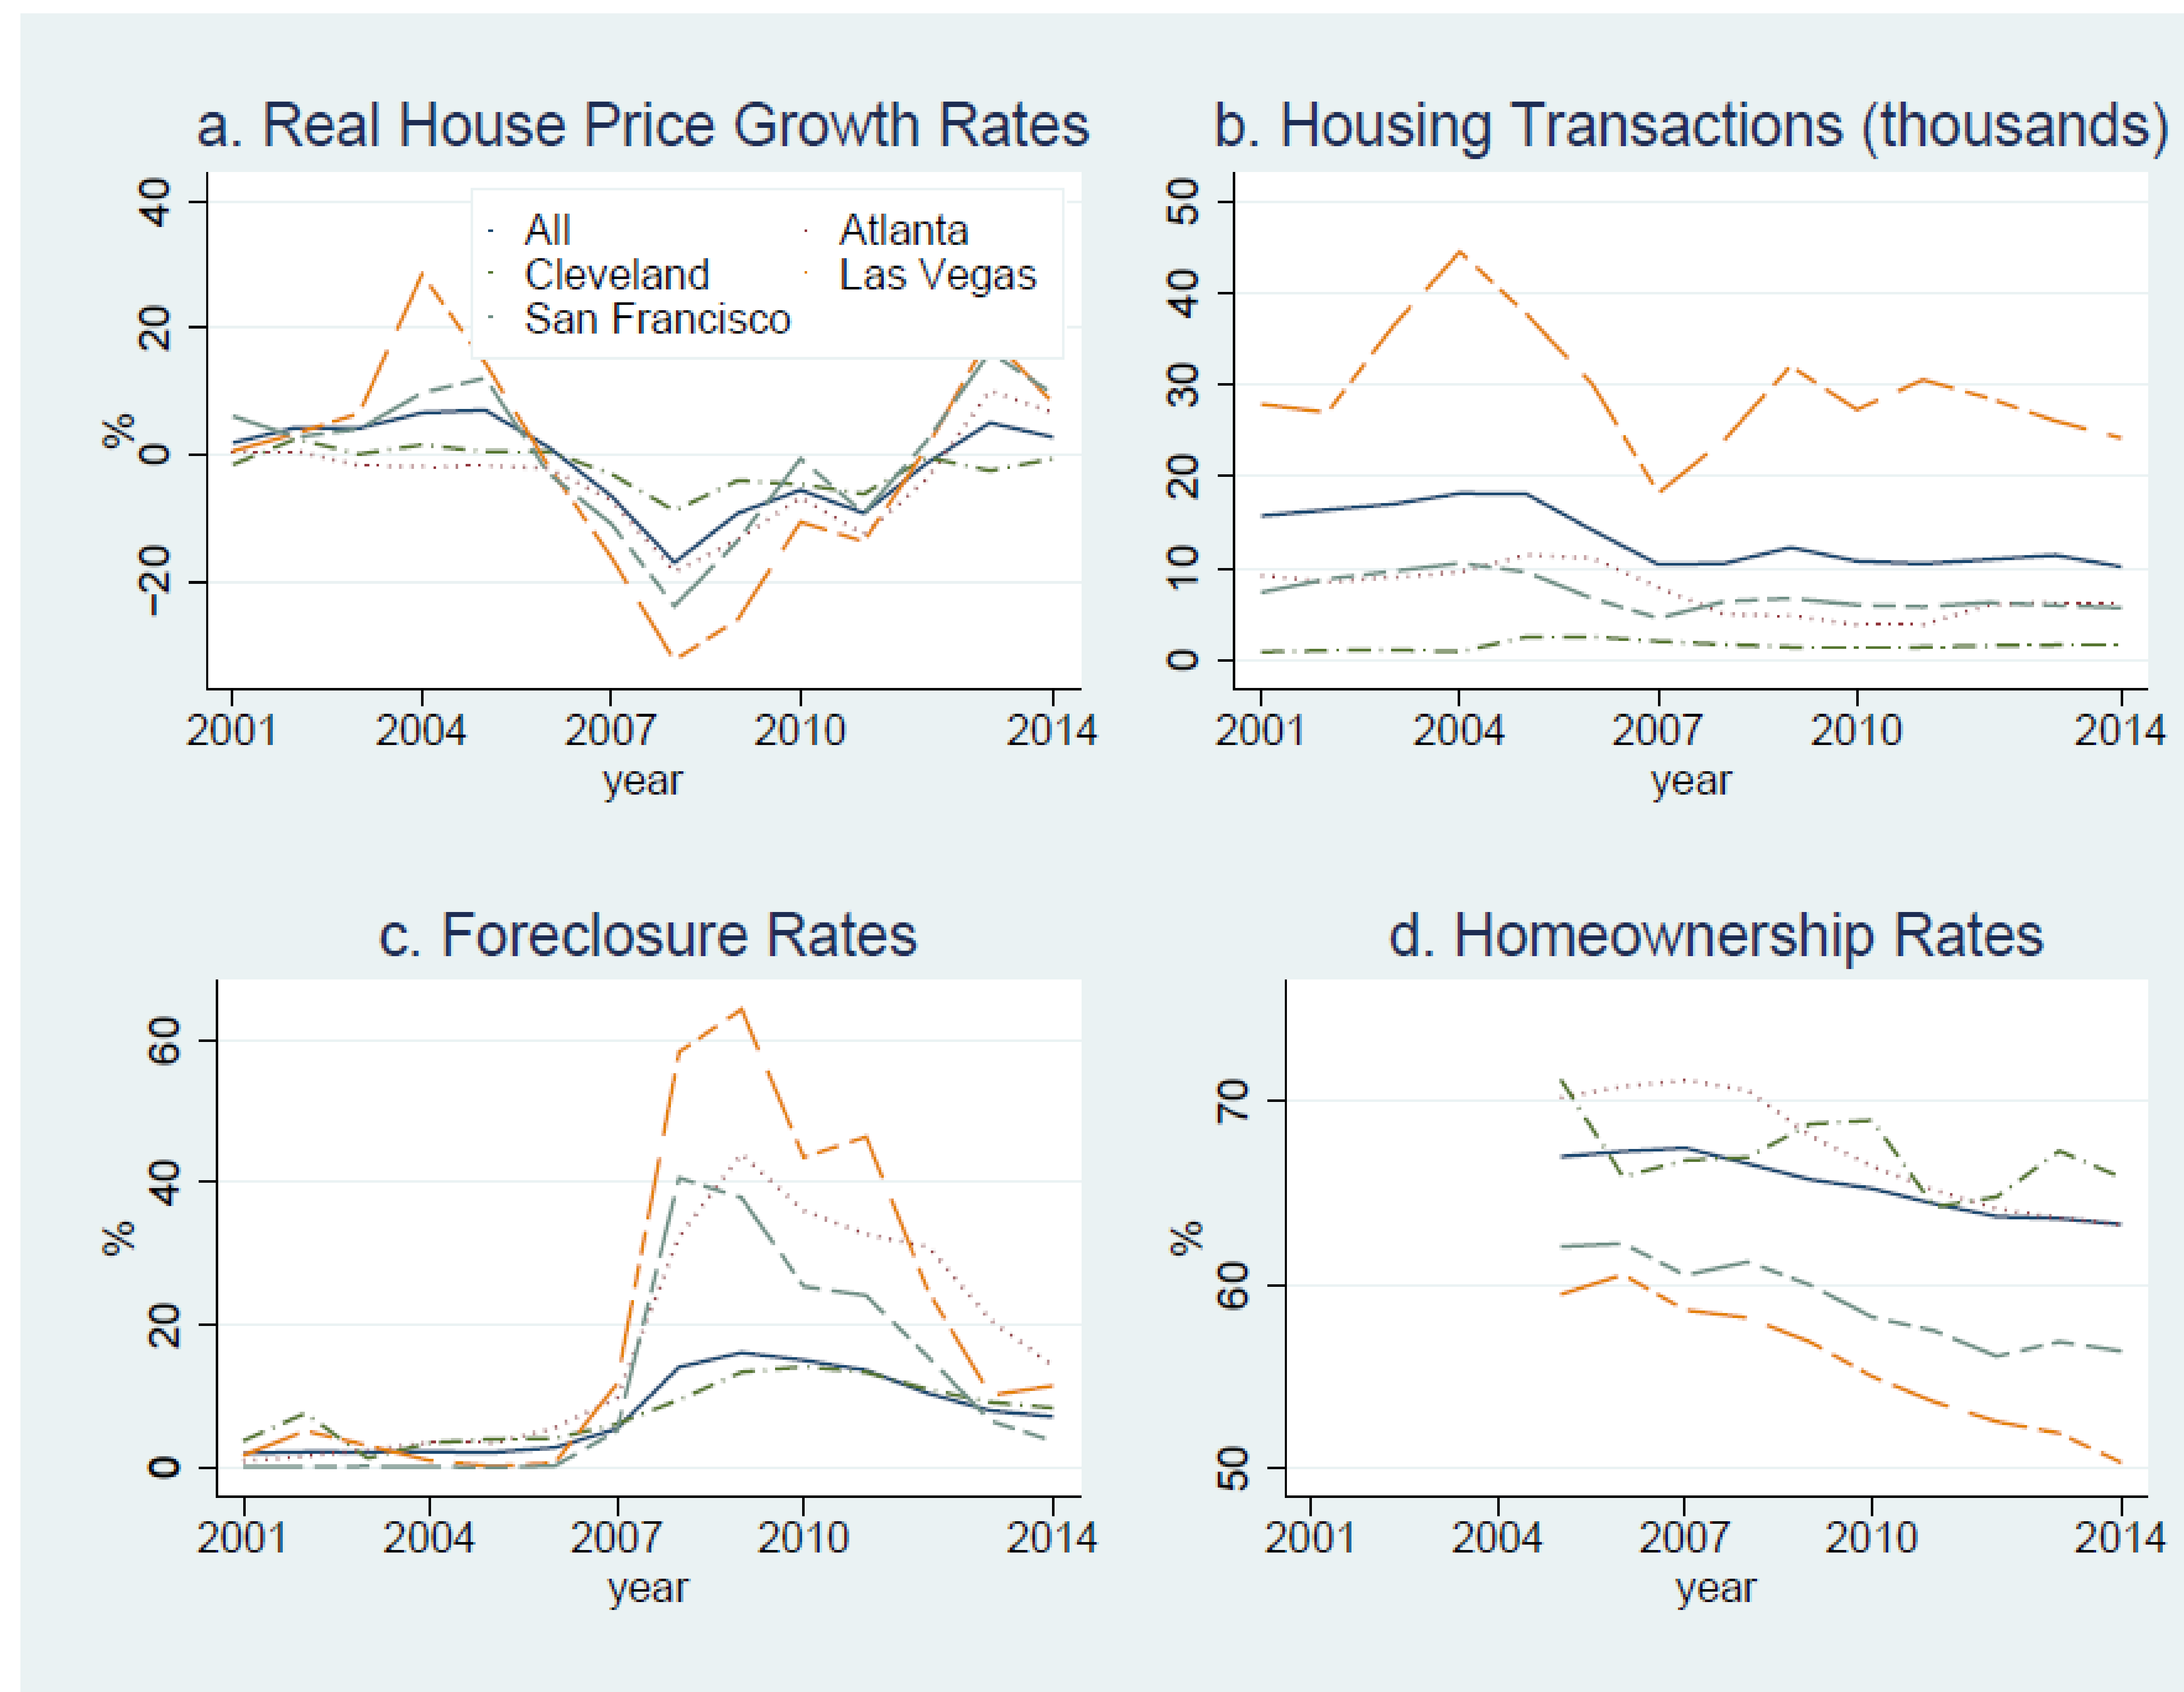 a. Real House Price Growth Rates
40
20
0
−20
%
All
Atlanta
Cleveland
Las Vegas
San Francisco
2001 2004 2007 2010 2014
year
b. Housing Transactions (thousands)
50
40
30
20
10
0
2001 2004 2007 2010 2014
year
c. Foreclosure Rates
60
40
20
0
%
2001 2004 2007 2010 2014
year
d. Homeownership Rates
70
60
50
%
2001 2004 2007 2010 2014
year